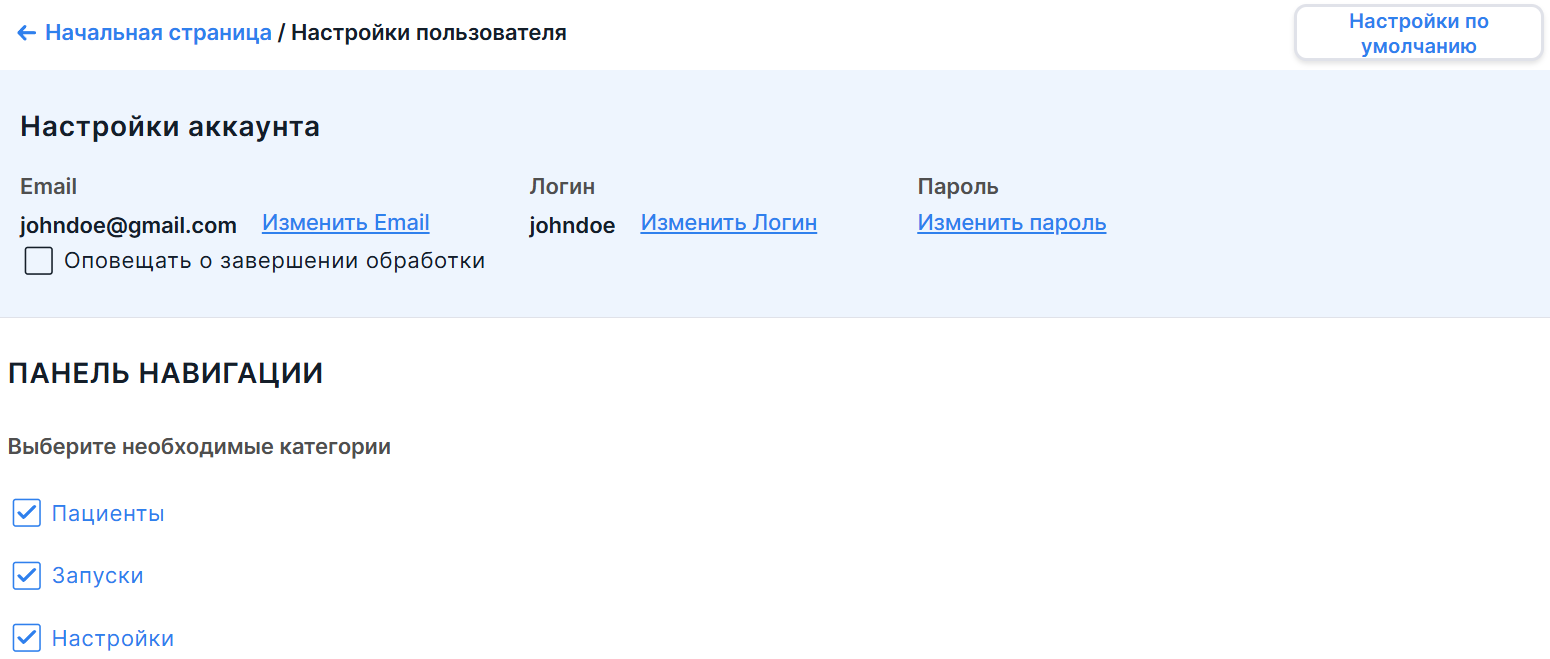 ← Начальная страница / Настройки пользователя
Настройки по
умолчанию
Настройки аккаунта
Email
Логин
Пароль
johndoe@gmail.com Изменить Email
johndoe Изменить Логин
Изменить пароль
Оповещать о завершении обработки
ПАНЕЛЬ НАВИГАЦИИ
Выберите необходимые категории
Пациенты
Запуски
Настройки